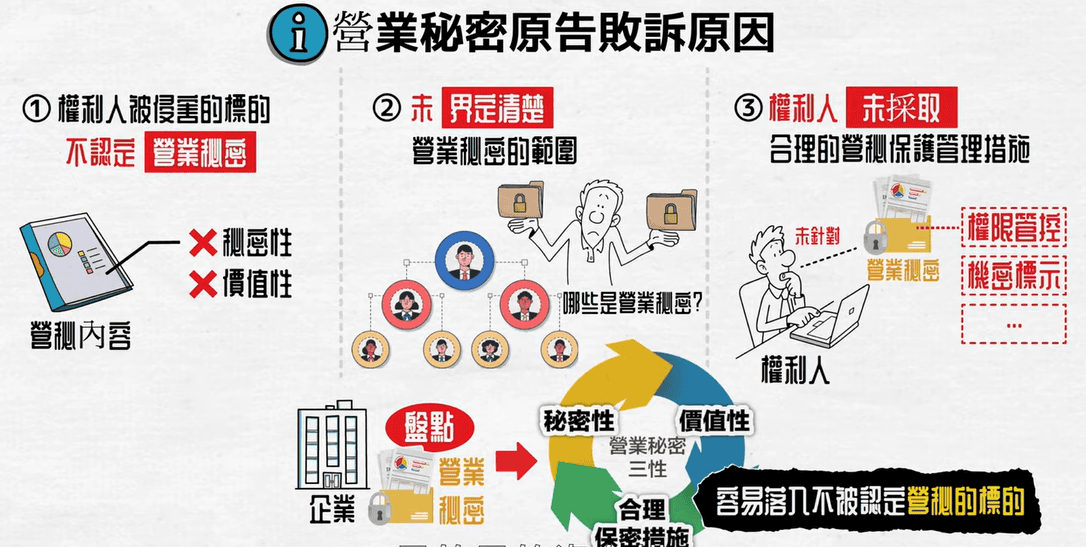 營業秘密原告敗訴原因
① 權利人被侵害的標的
不認定 營業秘密
秘密性
價值性
營秘內容
② 未 界定清楚
營業秘密的範圍
哪些是營業秘密?
③ 權利人 未採取
合理的營秘保護管理措施
未針對
營業秘密
權限管控
機密標示
...
權利人
盤點
營業
秘密
企業
秘密性
價值性
營業秘密
三性
合理
保密措施
容易落入不被認定營秘的標的